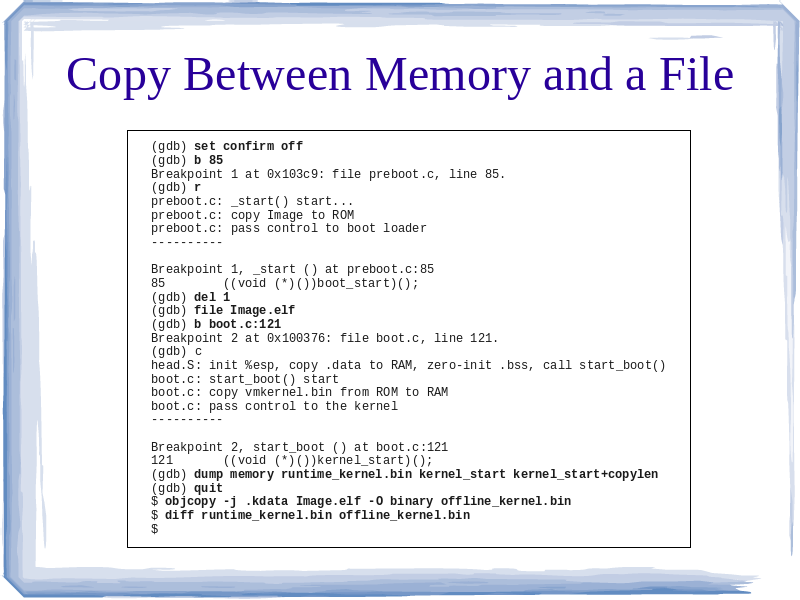 Copy Between Memory and a File
(gdb) set confirm off
(gdb) b 85
Breakpoint 1 at 0x103c9: file preboot.c, line 85.
(gdb) r
preboot.c: _start() start...
preboot.c: copy Image to ROM
preboot.c: pass control to boot loader
----------
Breakpoint 1, _start () at preboot.c:85
85        ((void (*)())boot_start)();
(gdb) del 1
(gdb) file Image.elf
(gdb) b boot.c:121
Breakpoint 2 at 0x100376: file boot.c, line 121.
(gdb) c
head.S: init %esp, copy .data to RAM, zero-init .bss, call start_boot()
boot.c: start_boot() start
boot.c: copy vmkernel.bin from ROM to RAM
boot.c: pass control to the kernel
----------
Breakpoint 2, start_boot () at boot.c:121
121       ((void (*)())kernel_start)();
(gdb) dump memory runtime_kernel.bin kernel_start kernel_start+copylen
(gdb) quit
$ objcopy -j .kdata Image.elf -O binary offline_kernel.bin
$ diff runtime_kernel.bin offline_kernel.bin
$